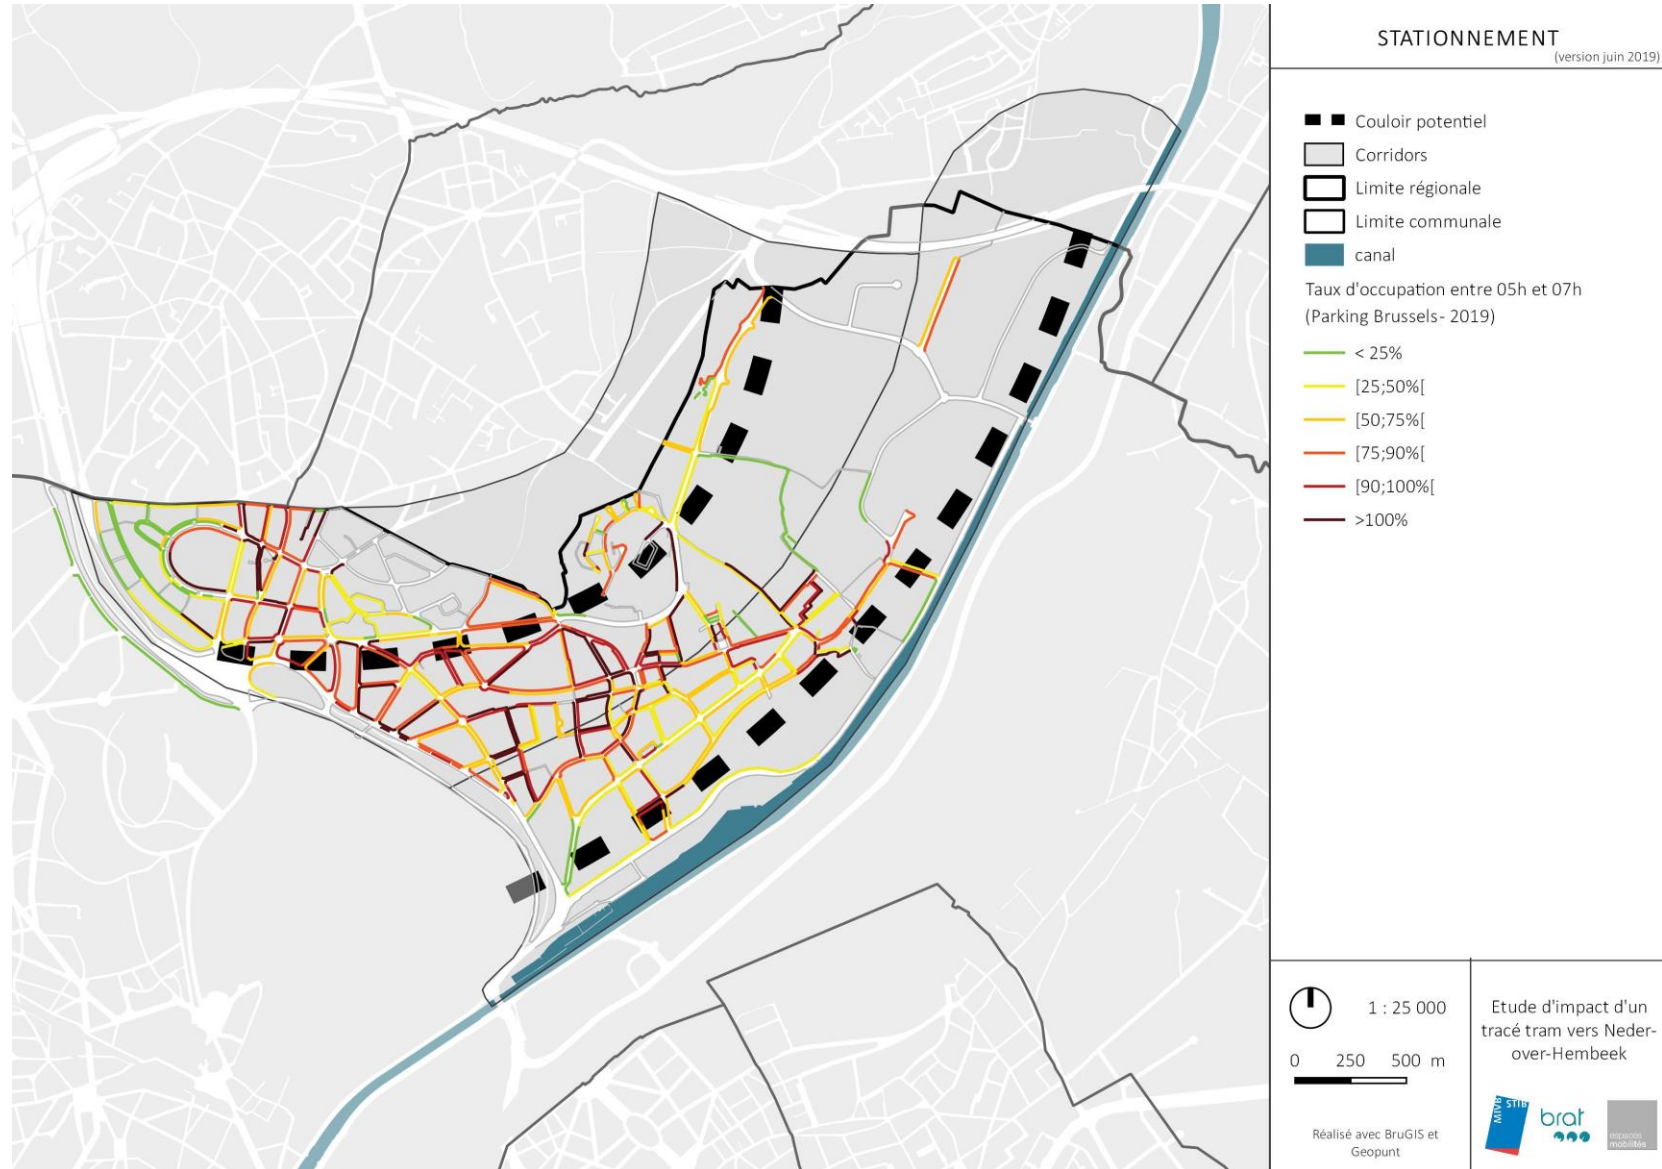 STATIONNEMENT
(version juin 2019)
Couloir potentiel
Corridors
Limite régionale
Limite communale
canal
Taux d'occupation entre 05h et 07h
(Parking Brussels- 2019)
< 25%
[25;50%[
[50;75%[
[75;90%[
[90;100%[
>100%
1 : 25 000
0 250 500 m
Réalisé avec BruGIS et
Geopunt
Etude d'impact d'un
tracé tram vers Neder-
over-Hembeek
MIVB
STIB
brat
espaces
mobilités